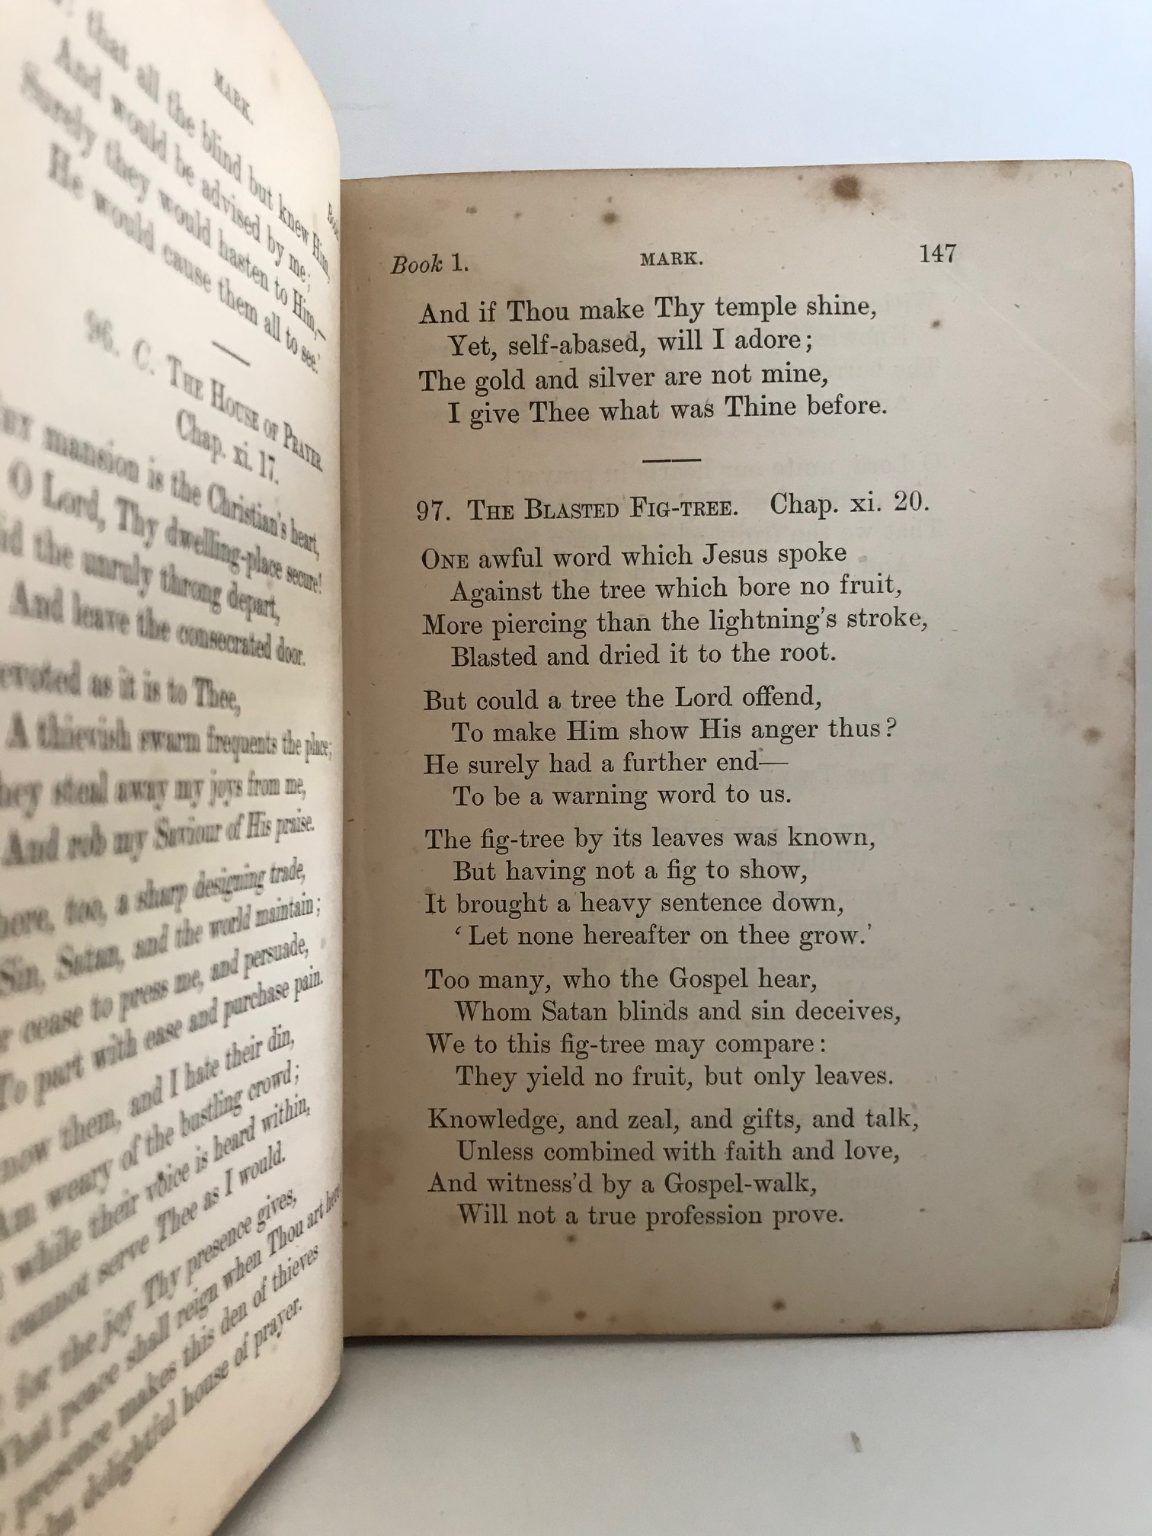 MARK.
Book
that all the blind but knew Him,
And would be advised by me;
Surely they would hasten to Him,—
He would cause them all to see.'
96. C. THE HOUSE OF PRAYER
Chap. xi. 17.
mansion is the Christian's heart,
O Lord, Thy dwelling-place secure!
the unruly throng depart,
And leave the consecrated door.
as it is to Thee,
A thievish swarm frequents the place;
steal away my joys from me,
And rob my Saviour of His praise.
too, a sharp designing trade,
Sin, Satan, and the world maintain;
cease to press me, and persuade,
To part with ease and purchase pain.
them, and I hate their din,
weary of the bustling crowd;
while their voice is heard within,
cannot serve Thee as I would.
for the joy Thy presence gives,
What peace shall reign when Thou art here
presence makes this den of thieves
delightful house of prayer.
Book 1. MARK. 147
And if Thou make Thy temple shine,
Yet, self-abased, will I adore;
The gold and silver are not mine,
I give Thee what was Thine before.
97. THE BLASTED FIG-TREE. Chap. xi. 20.
ONE awful word which Jesus spoke
Against the tree which bore no fruit,
More piercing than the lightning's stroke,
Blasted and dried it to the root.
But could a tree the Lord offend,
To make Him show His anger thus?
He surely had a further end—
To be a warning word to us.
The fig-tree by its leaves was known,
But having not a fig to show,
It brought a heavy sentence down,
‘Let none hereafter on thee grow.’
Too many, who the Gospel hear,
Whom Satan blinds and sin deceives,
We to this fig-tree may compare:
They yield no fruit, but only leaves.
Knowledge, and zeal, and gifts, and talk,
Unless combined with faith and love,
And witness'd by a Gospel-walk,
Will not a true profession prove.